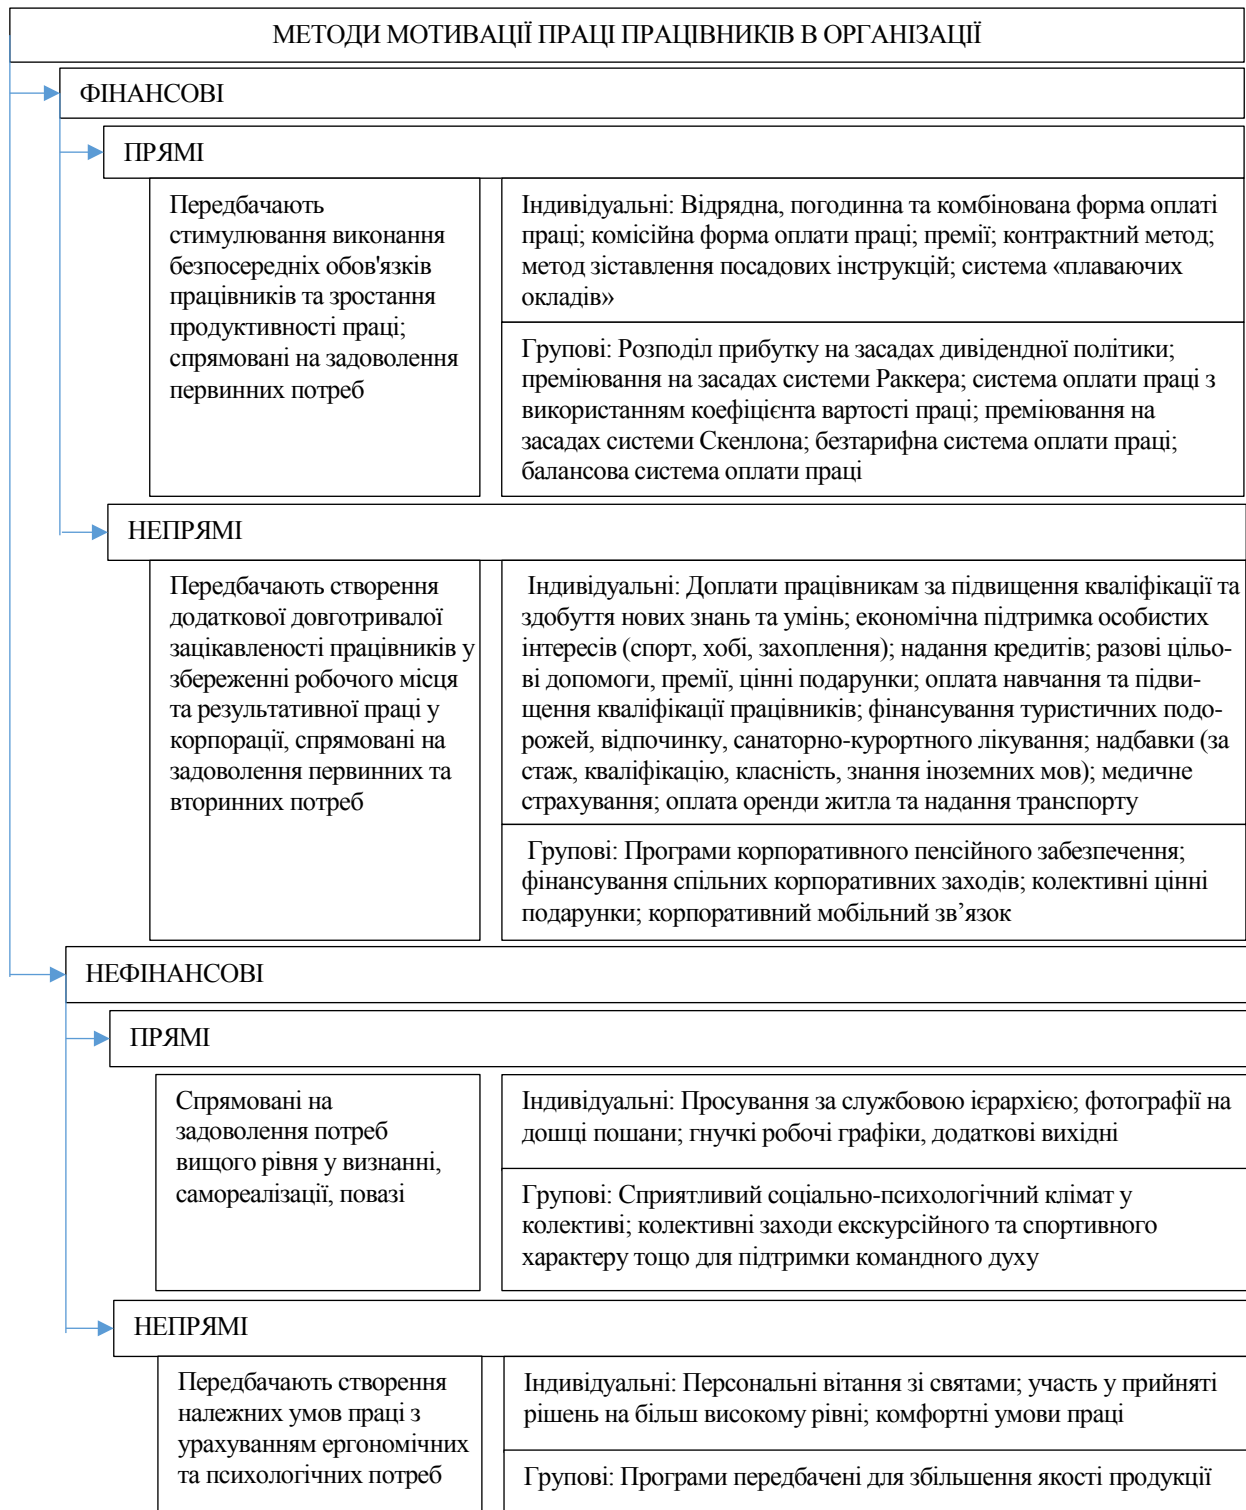 МЕТОДИ МОТИВАЦІЇ ПРАЦІ ПРАЦІВНИКІВ В ОРГАНІЗАЦІЇ
ФІНАНСОВІ
ПРЯМІ
Передбачають
стимулювання виконання
безпосередніх обов'язків
працівників та зростання
продуктивності праці;
спрямовані на задоволення
первинних потреб
Індивідуальні: Відрядна, погодинна та комбінована форма оплаті
праці; комісійна форма оплати праці; премії; контрактний метод;
метод зіставлення посадових інструкцій; система «плаваючих
окладів»
Групові: Розподіл прибутку на засадах дивідендної політики;
преміювання на засадах системи Раккера; система оплати праці з
використанням коефіцієнта вартості праці; преміювання на
засадах системи Скенлона; безтарифна система оплати праці;
балансова система оплати праці
НЕПРЯМІ
Передбачають створення
додаткової довготривалої
зацікавленості працівників у
збереженні робочого місця
та результативної праці у
корпорації, спрямовані на
задоволення первинних та
вторинних потреб
Індивідуальні: Доплати працівникам за підвищення кваліфікації та
здобуття нових знань та умінь; економічна підтримка особистих
інтересів (спорт, хобі, захоплення); надання кредитів; разові цільо-
ві допомоги, премії, цінні подарунки; оплата навчання та підви-
щення кваліфікації працівників; фінансування туристичних подо-
рожей, відпочинку, санаторно-курортного лікування; надбавки (за
стаж, кваліфікацію, класність, знання іноземних мов); медичне
страхування; оплата оренди житла та надання транспорту
Групові: Програми корпоративного пенсійного забезпечення;
фінансування спільних корпоративних заходів; колективні цінні
подарунки; корпоративний мобільний зв’язок
НЕФІНАНСОВІ
ПРЯМІ
Спрямовані на
задоволення потреб
вищого рівня у визнанні,
самореалізації, повазі
Індивідуальні: Просування за службовою ієрархією; фотографії на
дошці пошани; гнучкі робочі графіки, додаткові вихідні
Групові: Сприятливий соціально-психологічний клімат у
колективі; колективні заходи екскурсійного та спортивного
характеру тощо для підтримки командного духу
НЕПРЯМІ
Передбачають створення
належних умов праці з
урахуванням ергономічних
та психологічних потреб
Індивідуальні: Персональні вітання зі святами; участь у прийняті
рішень на більш високому рівні; комфортні умови праці
Групові: Програми передбачені для збільшення якості продукції